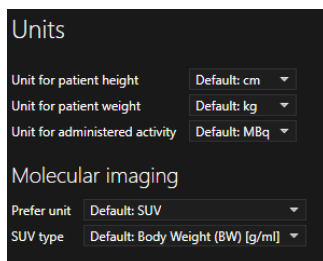 Units
Unit for patient height Default: cm
Unit for patient weight Default: kg
Unit for administered activity Default: MBq
Molecular imaging
Prefer unit Default: SUV
SUV type Default: Body Weight (BW) [g/ml]